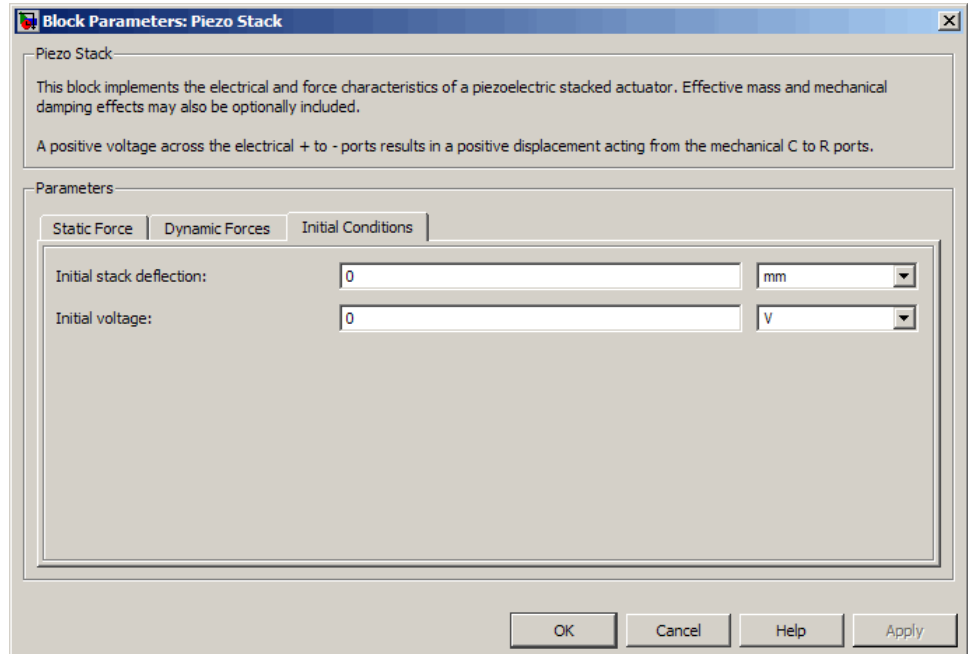 Block Parameters: Piezo Stack
Piezo Stack
This block implements the electrical and force characteristics of a piezoelectric stacked actuator. Effective mass and mechanical
damping effects may also be optionally included.
A positive voltage across the electrical + to - ports results in a positive displacement acting from the mechanical C to R ports.
Parameters
Static Force Dynamic Forces Initial Conditions
Initial stack deflection: 0 mm
Initial voltage: 0 V
OK Cancel Help Apply